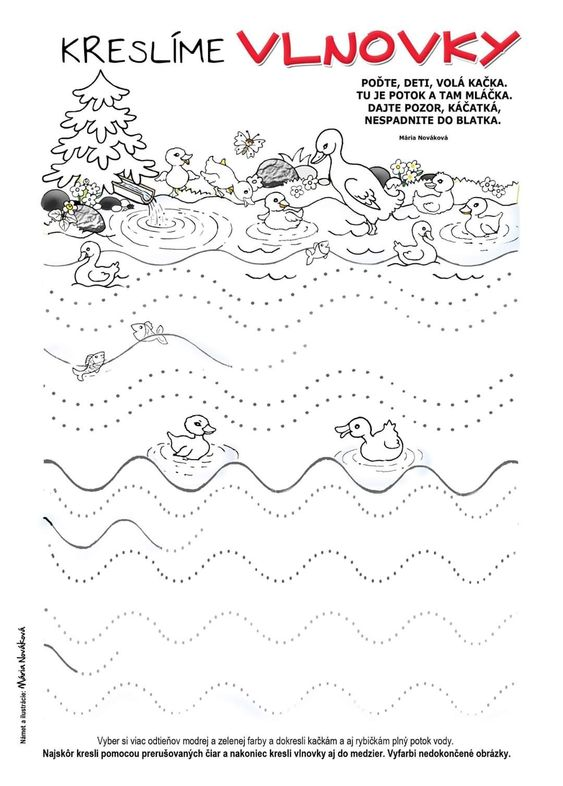 KRESLÍME VLNOVKY
POĎTE, DETI, VOLÁ KAČKA.
TU JE POTOK A TAM MLÁČKA.
DAJTE POZOR, KÁČATKÁ,
NESPADNITE DO BLATKA.
Mária Nováková
Námet a ilustrácie: Mária Nováková
Vyber si viac odtieňov modrej a zelenej farby a dokresli kačkám a aj rybičkám plný potok vody.
Najskôr kresli pomocou prerušovaných čiar a nakoniec kresli vlnovky aj do medzier. Vyfarbi nedokončené obrázky.